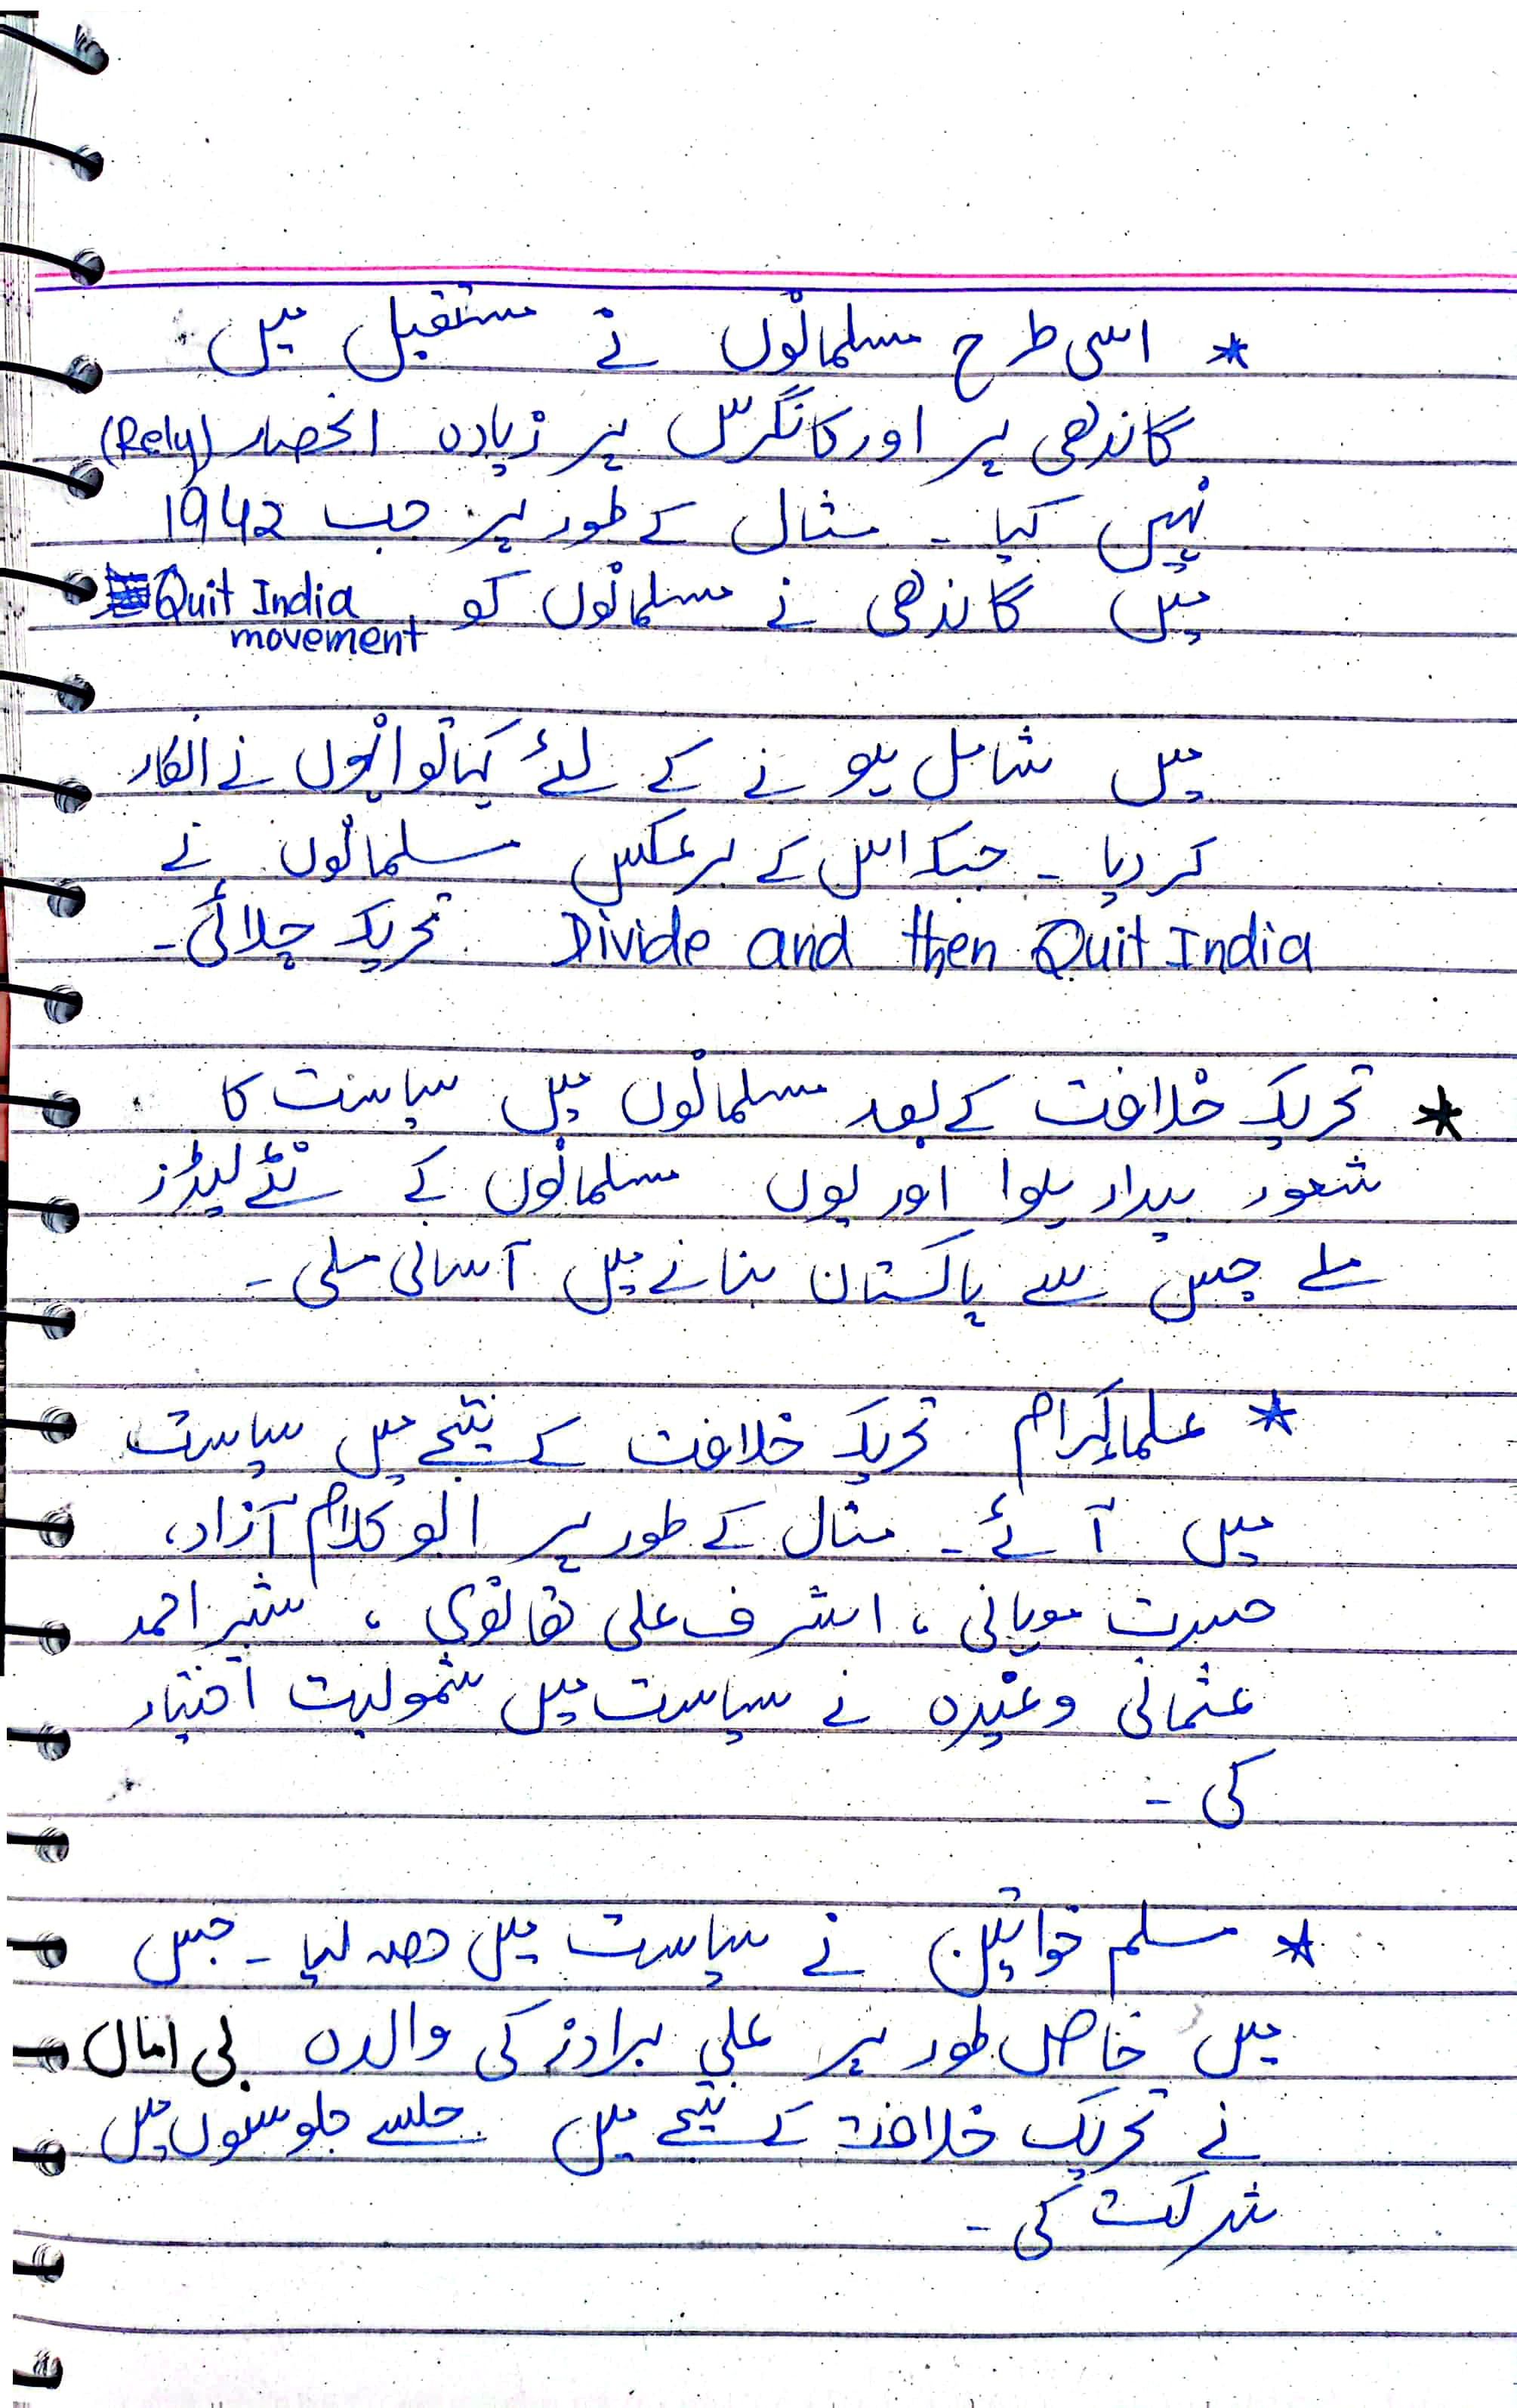 * اسی طرح مسلمانوں نے مستقبل میں
گاندھی پر اور کانگرس پر زیادہ انحصار (Rely)
نہیں کیا ۔ مثال کے طور پر جب 1942
میں گاندھی نے مسلمانوں کو Quit India
movement
میں شامل ہونے کے لئے کہا تو انہوں نے انکار
کر دیا ۔ جبکہ اس کے برعکس مسلمانوں نے
Divide and then Quit India تحریک چلائی ۔
* تحریک خلافت کے بعد مسلمانوں میں سیاست کا
شعور بیدار ہوا اور یوں مسلمانوں کے نئے لیڈرز
ملے جس سے پاکستان بنانے میں آسانی ملی ۔
* علماکرام تحریک خلافت کے نتیجے میں سیاست
میں آئے ۔ مثال کے طور پر ابو کلام آزاد،
حسرت موہانی ، اشرف علی تھانوی ، شبیر احمد
عثمانی وغیرہ نے سیاست میں شمولیت اختیار
کی ۔
* مسلم خواتین نے سیاست میں حصہ لیا ۔ جس
میں خاص طور پر علی برادرز کی والدہ بی اماں
نے تحریک خلافت کے نتیجے میں جلسے جلوسوں میں
شرکت کی ۔